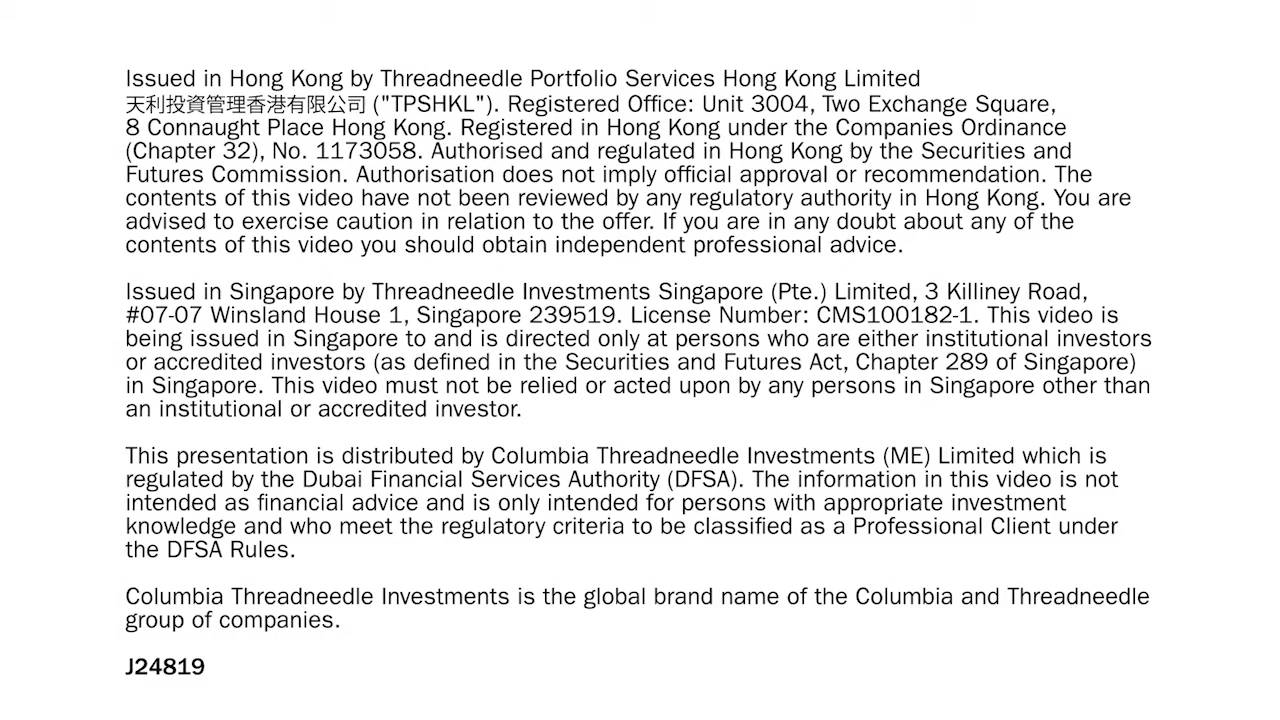 Issued in Hong Kong by Threadneedle Portfolio Services Hong Kong Limited
天利投資管理香港有限公司 ("TPSHKL"). Registered Office: Unit 3004, Two Exchange Square,
8 Connaught Place Hong Kong. Registered in Hong Kong under the Companies Ordinance
(Chapter 32), No. 1173058. Authorised and regulated in Hong Kong by the Securities and
Futures Commission. Authorisation does not imply official approval or recommendation. The
contents of this video have not been reviewed by any regulatory authority in Hong Kong. You are
advised to exercise caution in relation to the offer. If you are in any doubt about any of the
contents of this video you should obtain independent professional advice.
Issued in Singapore by Threadneedle Investments Singapore (Pte.) Limited, 3 Killiney Road,
#07-07 Winsland House 1, Singapore 239519. License Number: CMS100182-1. This video is
being issued in Singapore to and is directed only at persons who are either institutional investors
or accredited investors (as defined in the Securities and Futures Act, Chapter 289 of Singapore)
in Singapore. This video must not be relied or acted upon by any persons in Singapore other than
an institutional or accredited investor.
This presentation is distributed by Columbia Threadneedle Investments (ME) Limited which is
regulated by the Dubai Financial Services Authority (DFSA). The information in this video is not
intended as financial advice and is only intended for persons with appropriate investment
knowledge and who meet the regulatory criteria to be classified as a Professional Client under
the DFSA Rules.
Columbia Threadneedle Investments is the global brand name of the Columbia and Threadneedle
group of companies.
J24819